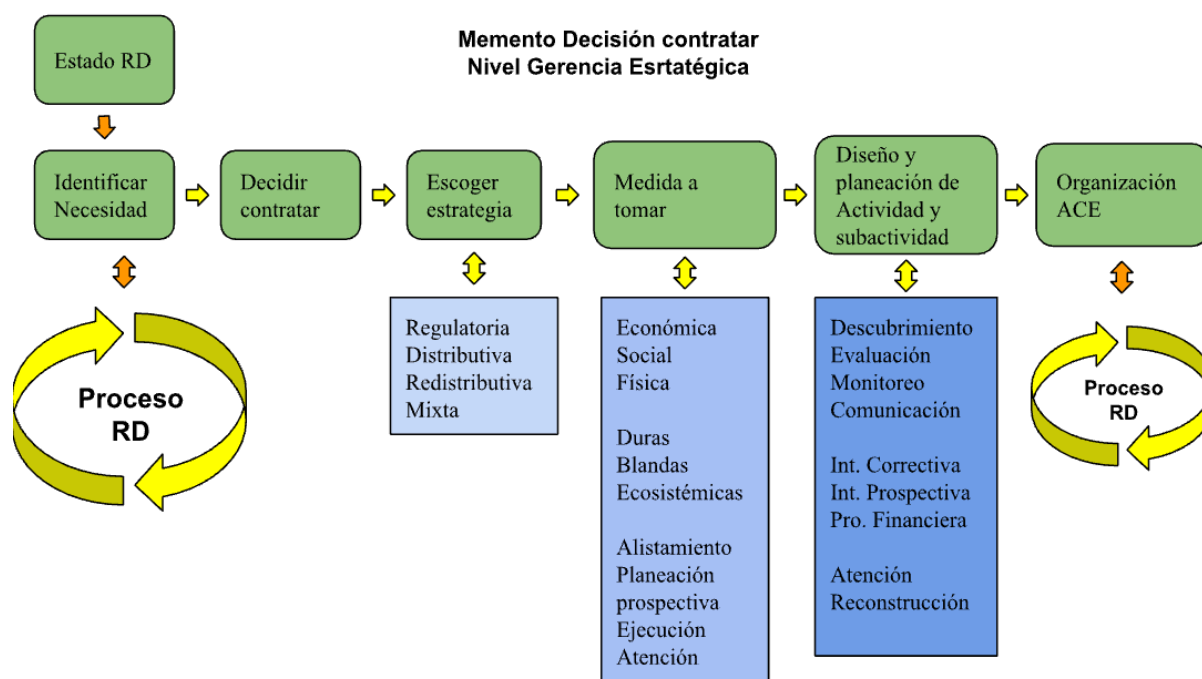 Memento Decisión contratar
Nivel Gerencia Esrtatégica
Estado RD
Identificar
Necesidad
Decidir
contratar
Escoger
estrategia
Medida a
tomar
Diseño y
planeación de
Actividad y
subactividad
Organización
ACE
Proceso
RD
Regulatoria
Distributiva
Redistributiva
Mixta
Económica
Social
Física
Duras
Blandas
Ecosistémicas
Alistamiento
Planeación
prospectiva
Ejecución
Atención
Descubrimiento
Evaluación
Monitoreo
Comunicación
Int. Correctiva
Int. Prospectiva
Pro. Financiera
Atención
Reconstrucción
Proceso
RD